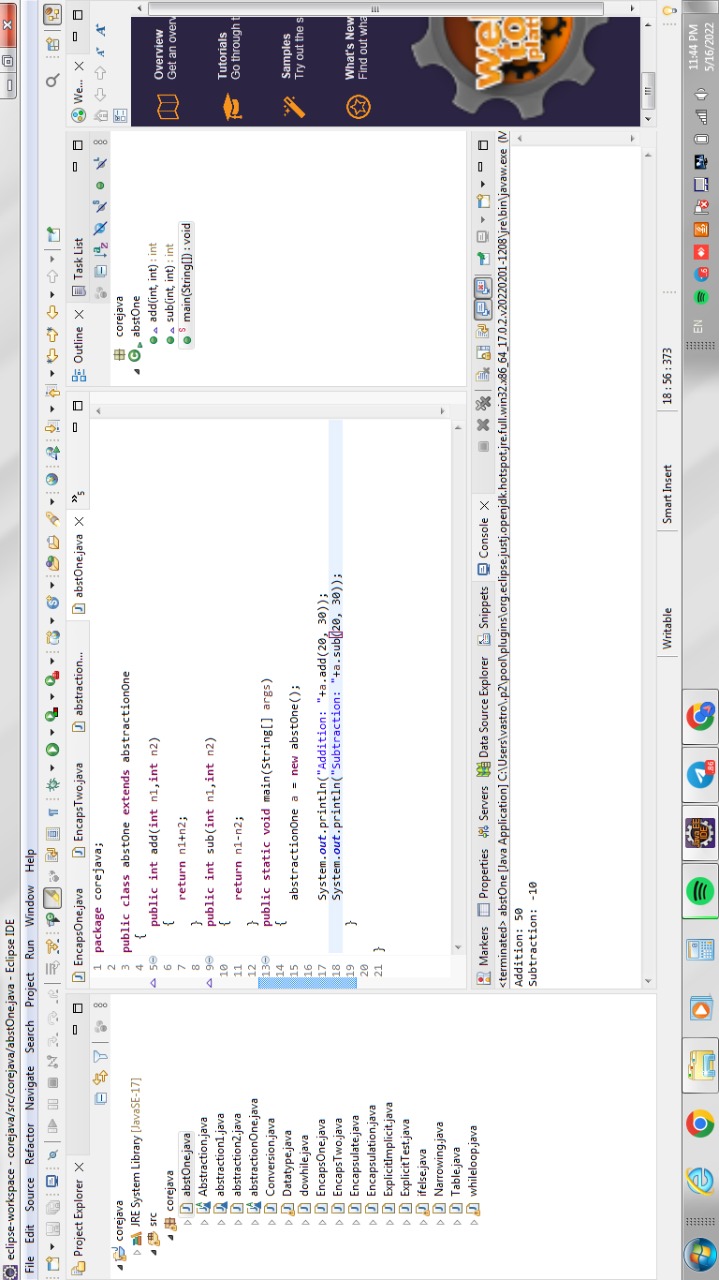 eclipse-workspace - corejava/src/corejava/abstOne.java - Eclipse IDE
File Edit Source Refactor Navigate Search Project Run Window Help
Project Explorer
corejava
JRE System Library [JavaSE-17]
src
corejava
abstOne.java
Abstraction.java
abstraction1.java
abstraction2.java
abstractionOne.java
Conversion.java
Datatype.java
dowhile.java
EncapsOne.java
EncapsTwo.java
Encapsulate.java
Encapsulation.java
ExplicitImplicit.java
ExplicitTest.java
ifelse.java
Narrowing.java
Table.java
whileloop.java
EncapsOne.java EncapsTwo.java abstraction... abstOne.java »5
1 package corejava;
2
3 public class abstOne extends abstractionOne
4 {
5 public int add(int n1,int n2)
6 {
7 return n1+n2;
8 }
9 public int sub(int n1,int n2)
10 {
11 return n1-n2;
12 }
13 public static void main(String[] args)
14 {
15 abstractionOne a = new abstOne();
16
17 System.out.println("Addition: "+a.add(20, 30));
18 System.out.println("Subtraction: "+a.sub(20, 30));
19 }
20
21 }
Outline Task List
corejava
abstOne
add(int, int) : int
sub(int, int) : int
main(String[]) : void
We...
Overview
Get an overv
Tutorials
Go through t
Samples
Try out the s
What's New
Find out wha
Markers Properties Servers Data Source Explorer Snippets Console
<terminated> abstOne [Java Application] C:\Users\vastro\.p2\pool\plugins\org.eclipse.justj.openjdk.hotspot.jre.full.win32.x86_64_17.0.2.v20220201-1208\jre\bin\javaw.exe (M
Addition: 50
Subtraction: -10
Writable Smart Insert 18 : 56 : 373
EN
11:44 PM
5/16/2022